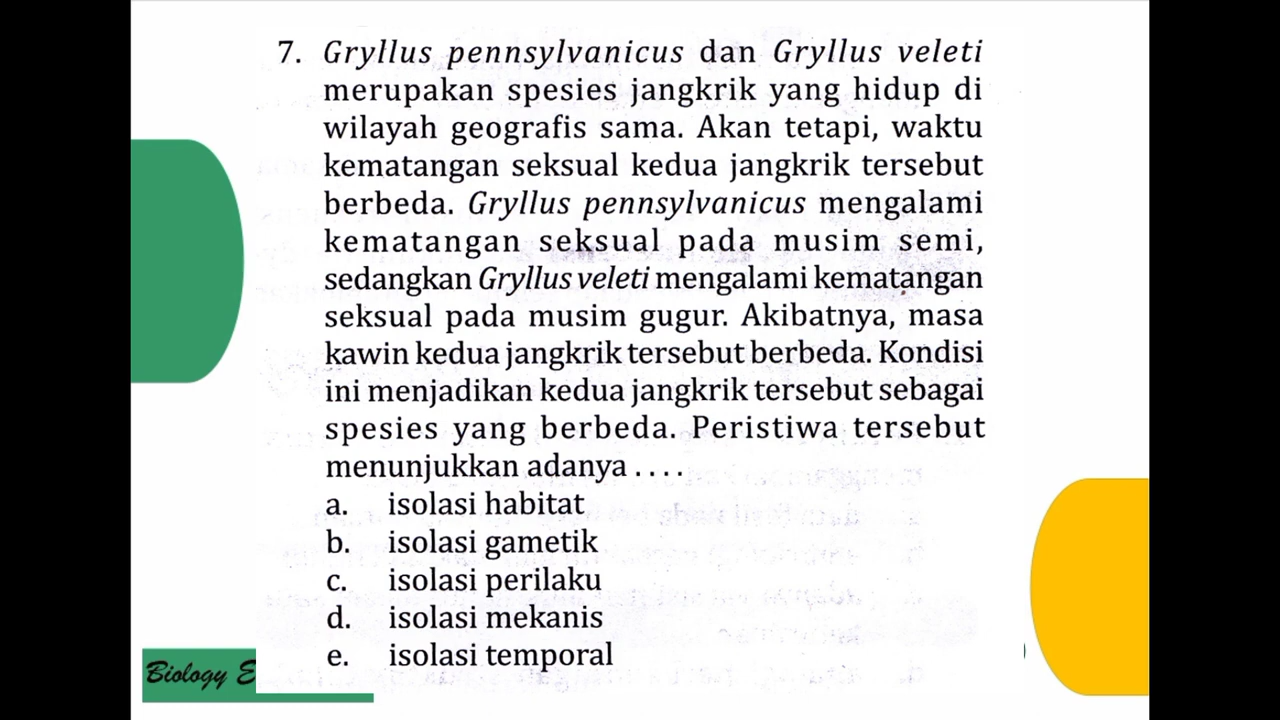 7. Gryllus pennsylvanicus dan Gryllus veleti
merupakan spesies jangkrik yang hidup di
wilayah geografis sama. Akan tetapi, waktu
kematangan seksual kedua jangkrik tersebut
berbeda. Gryllus pennsylvanicus mengalami
kematangan seksual pada musim semi,
sedangkan Gryllus veleti mengalami kematangan
seksual pada musim gugur. Akibatnya, masa
kawin kedua jangkrik tersebut berbeda. Kondisi
ini menjadikan kedua jangkrik tersebut sebagai
spesies yang berbeda. Peristiwa tersebut
menunjukkan adanya . . . .
a. isolasi habitat
b. isolasi gametik
c. isolasi perilaku
d. isolasi mekanis
e. isolasi temporal
Biology E